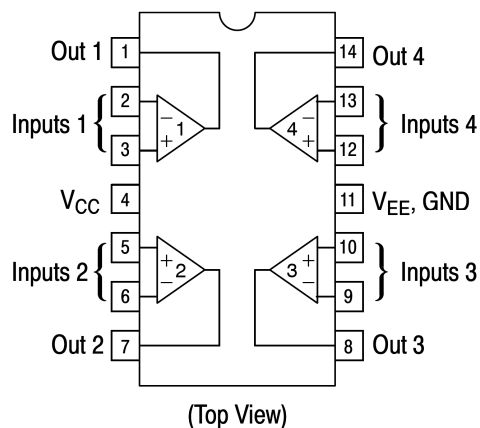 Out 1 1 14 Out 4
2 13
Inputs 1 − 1 4 − Inputs 4
3 + + 12
VCC 4 11 VEE, GND
5 + + 10
Inputs 2 2 3 Inputs 3
6 − − 9
Out 2 7 8 Out 3
(Top View)